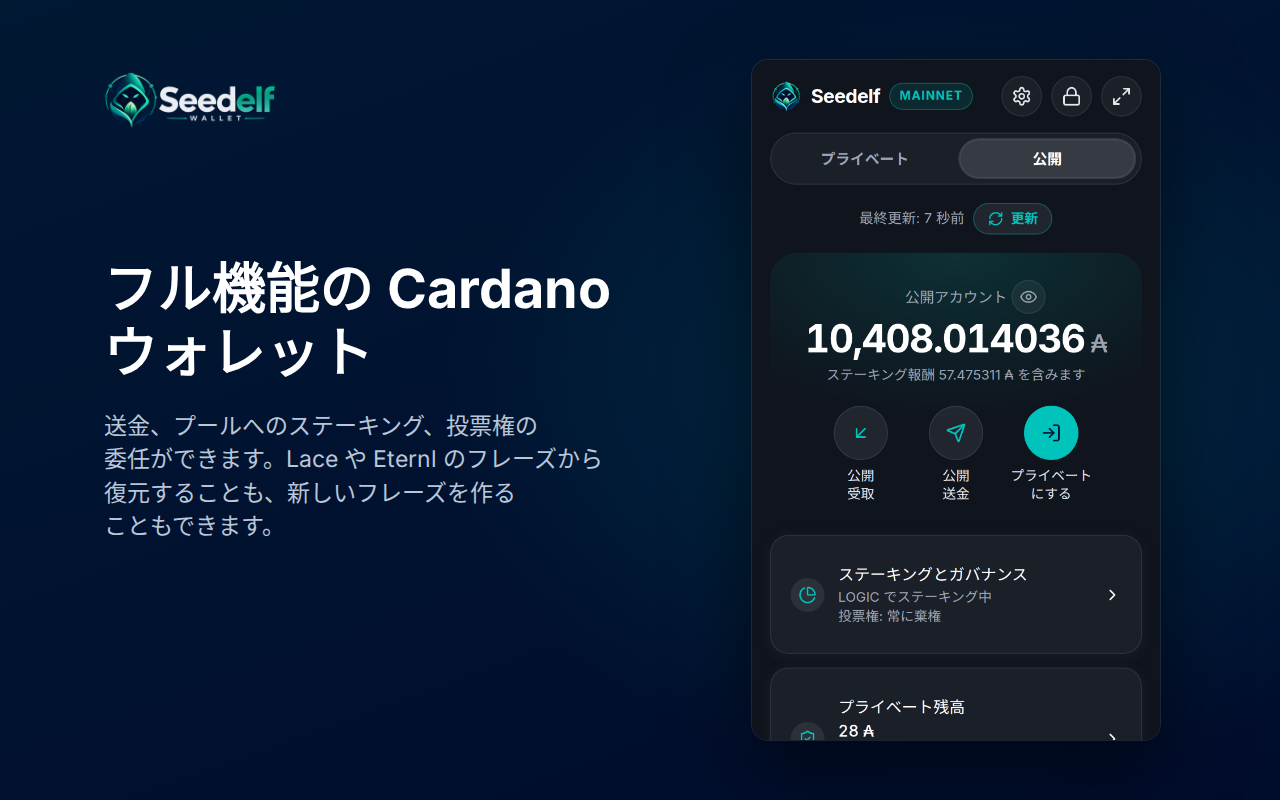 Seedelf
WALLET
フル機能の Cardano
ウォレット
送金、プールへのステーキング、投票権の
委任ができます。Lace や Eternl のフレーズから
復元することも、新しいフレーズを作る
こともできます。
Seedelf MAINNET
プライベート 公開
最終更新: 7 秒前 更新
公開アカウント
10,408.014036 ₳
ステーキング報酬 57.475311 ₳ を含みます
公開 公開 プライベート
受取 送金 にする
ステーキングとガバナンス
LOGIC でステーキング中
投票権: 常に棄権
プライベート残高
28 ₳